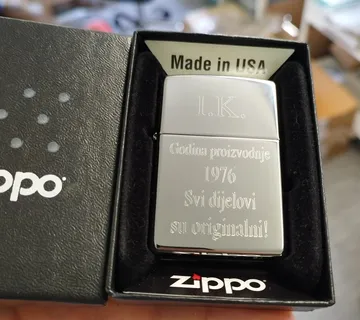 Made in USA
I.K.
Godina proizvodnje
1976
Svi dijelovi
su originalni!
zippo
ippo